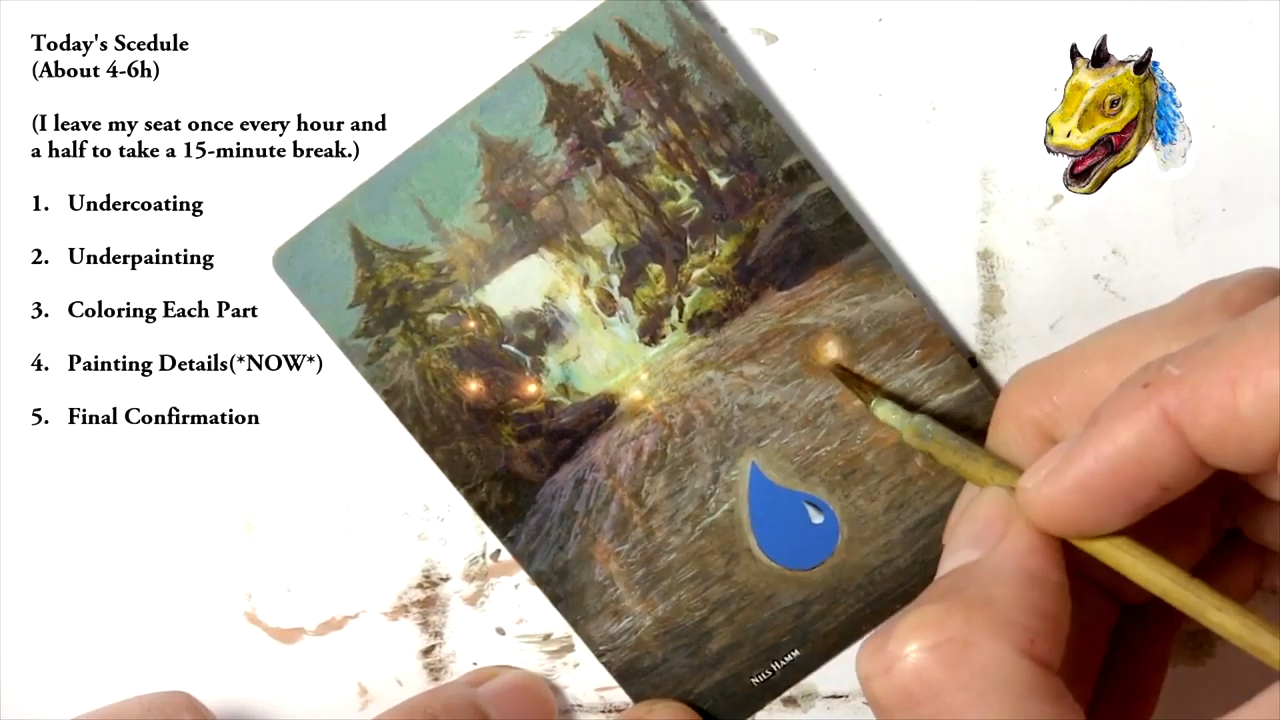 Today's Scedule
(About 4-6h)
(I leave my seat once every hour and
a half to take a 15-minute break.)
1. Undercoating
2. Underpainting
3. Coloring Each Part
4. Painting Details(*NOW*)
5. Final Confirmation
Nils Hamm